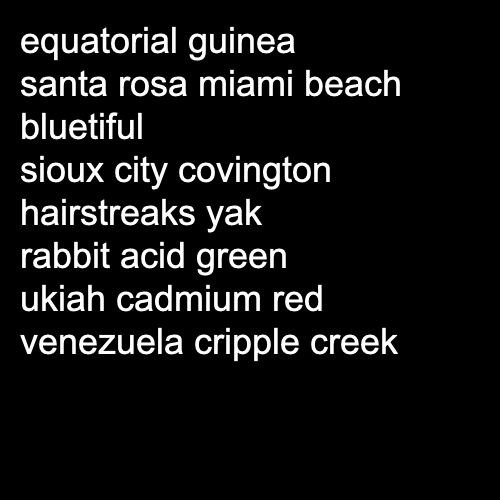 equatorial guinea
santa rosa miami beach
bluetiful
sioux city covington
hairstreaks yak
rabbit acid green
ukiah cadmium red
venezuela cripple creek